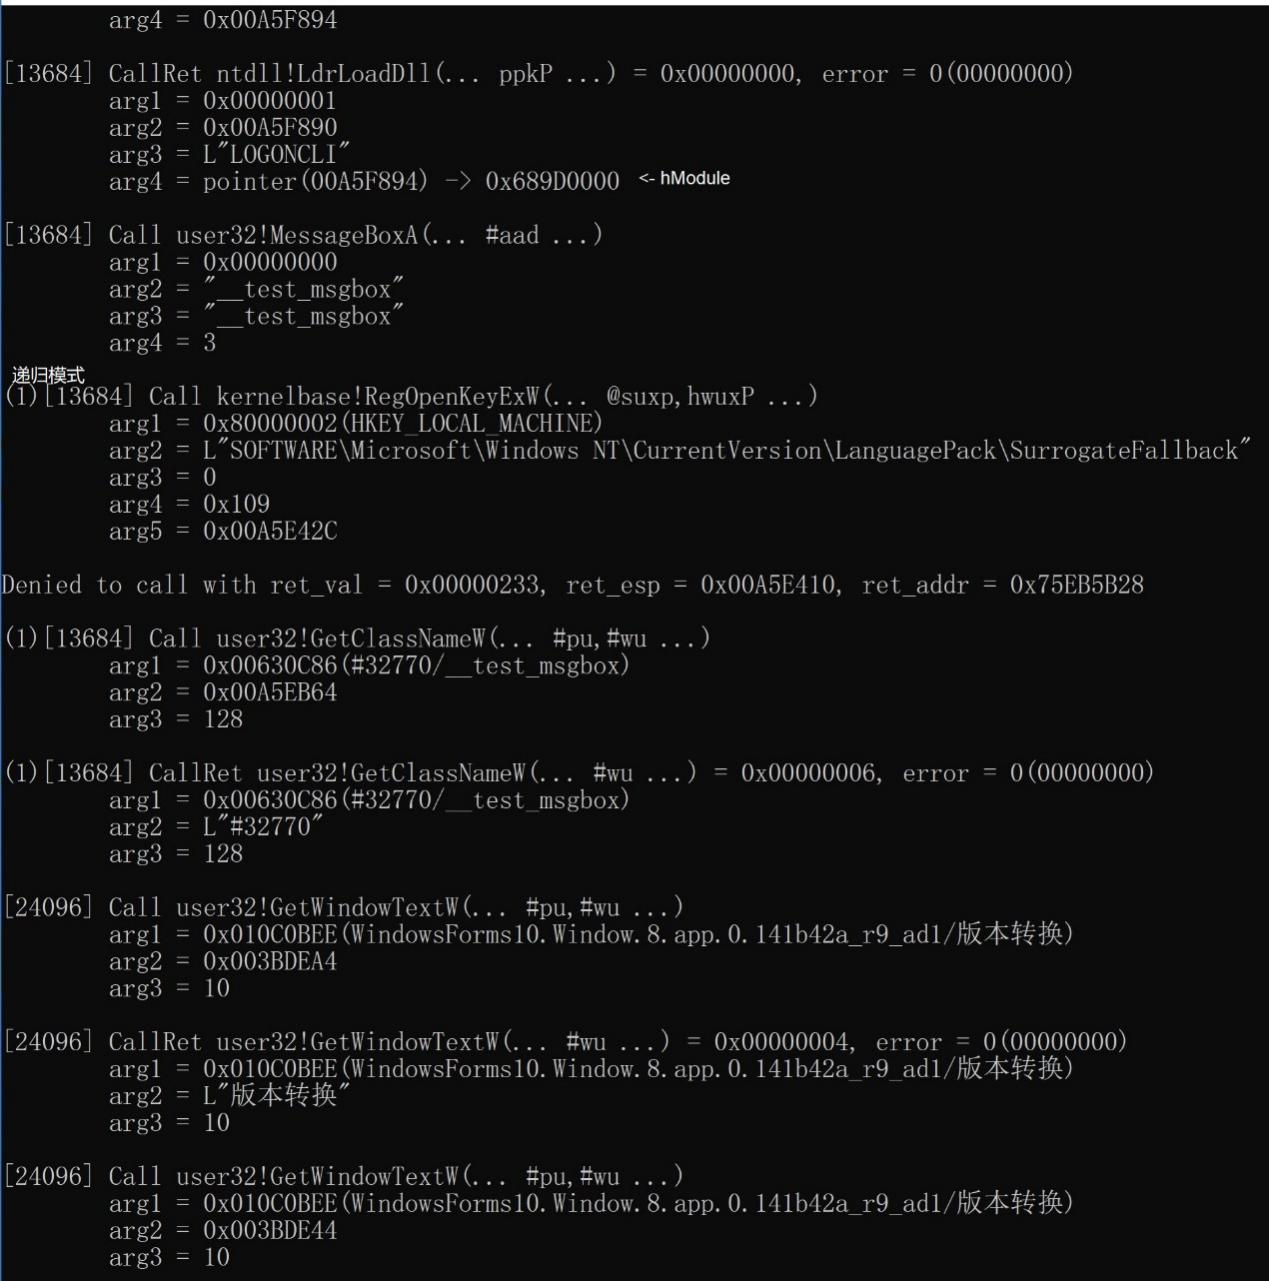 arg4 = 0x00A5F894
[13684] CallRet ntdll!LdrLoadDll(... ppkP ...) = 0x00000000, error = 0(00000000)
arg1 = 0x00000001
arg2 = 0x00A5F890
arg3 = L"LOGONCLI"
arg4 = pointer(00A5F894) -> 0x689D0000 <- hModule
[13684] Call user32!MessageBoxA(... #aad ...)
arg1 = 0x00000000
arg2 = "__test_msgbox"
arg3 = "__test_msgbox"
arg4 = 3
递归模式
(1)[13684] Call kernelbase!RegOpenKeyExW(... @suxp,hwuxP ...)
arg1 = 0x80000002(HKEY_LOCAL_MACHINE)
arg2 = L"SOFTWARE\Microsoft\Windows NT\CurrentVersion\LanguagePack\SurrogateFallback"
arg3 = 0
arg4 = 0x109
arg5 = 0x00A5E42C
Denied to call with ret_val = 0x00000233, ret_esp = 0x00A5E410, ret_addr = 0x75EB5B28
(1)[13684] Call user32!GetClassNameW(... #pu,#wu ...)
arg1 = 0x00630C86(#32770/__test_msgbox)
arg2 = 0x00A5EB64
arg3 = 128
(1)[13684] CallRet user32!GetClassNameW(... #wu ...) = 0x00000006, error = 0(00000000)
arg1 = 0x00630C86(#32770/__test_msgbox)
arg2 = L"#32770"
arg3 = 128
[24096] Call user32!GetWindowTextW(... #pu,#wu ...)
arg1 = 0x010C0BEE(WindowsForms10.Window.8.app.0.141b42a_r9_ad1/版本转换)
arg2 = 0x003BDEA4
arg3 = 10
[24096] CallRet user32!GetWindowTextW(... #wu ...) = 0x00000004, error = 0(00000000)
arg1 = 0x010C0BEE(WindowsForms10.Window.8.app.0.141b42a_r9_ad1/版本转换)
arg2 = L"版本转换"
arg3 = 10
[24096] Call user32!GetWindowTextW(... #pu,#wu ...)
arg1 = 0x010C0BEE(WindowsForms10.Window.8.app.0.141b42a_r9_ad1/版本转换)
arg2 = 0x003BDE44
arg3 = 10